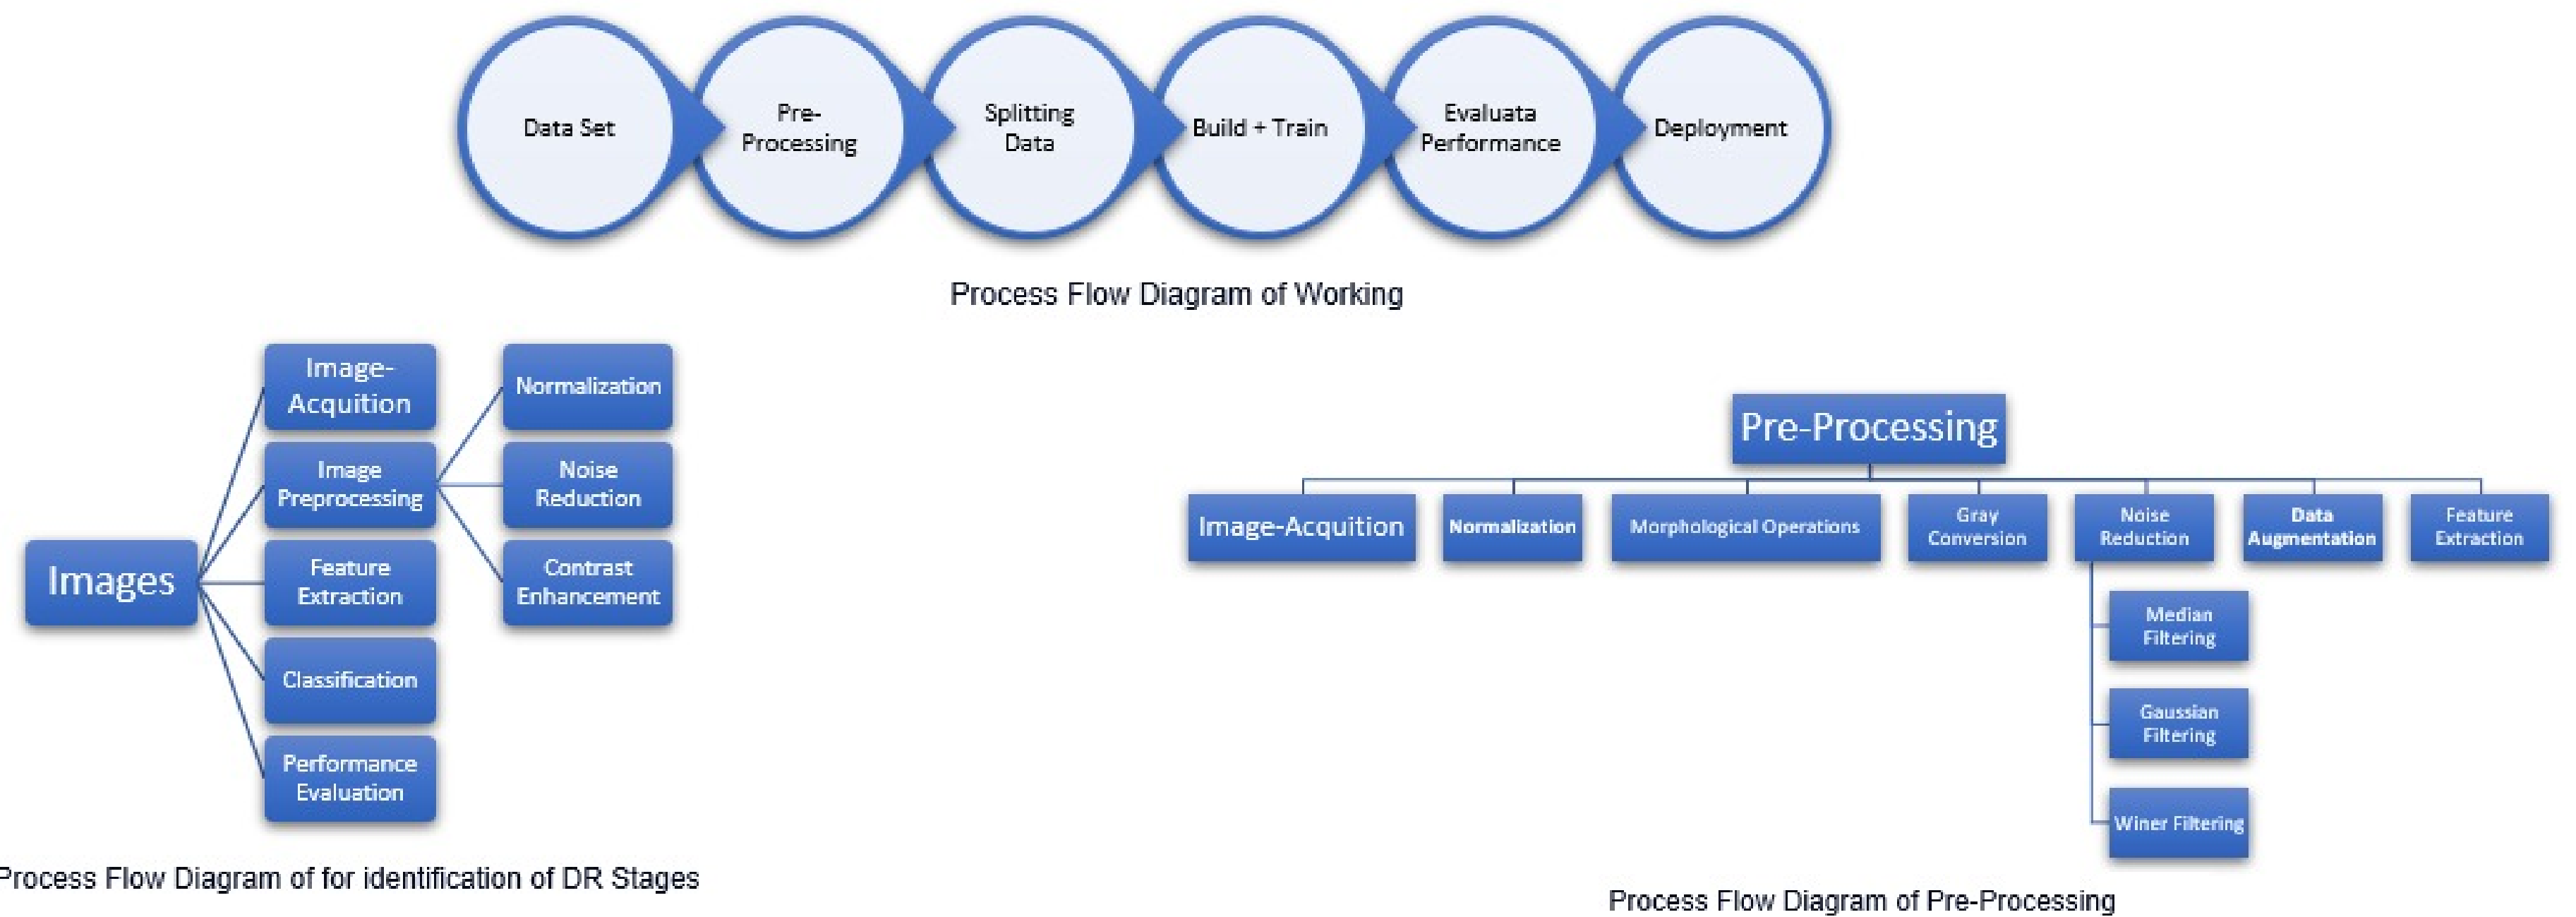 Data Set
Pre-
Processing
Splitting
Data
Build + Train
Evaluata
Performance
Deployment
Process Flow Diagram of Working
Images
Image-
Acquition
Image
Preprocessing
Feature
Extraction
Classification
Performance
Evaluation
Normalization
Noise
Reduction
Contrast
Enhancement
Process Flow Diagram of for identification of DR Stages
Pre-Processing
Image-Acquition
Normalization
Morphological Operations
Gray
Conversion
Noise
Reduction
Data
Augmentation
Feature
Extraction
Median
Filtering
Gaussian
Filtering
Winer Filtering
Process Flow Diagram of Pre-Processing